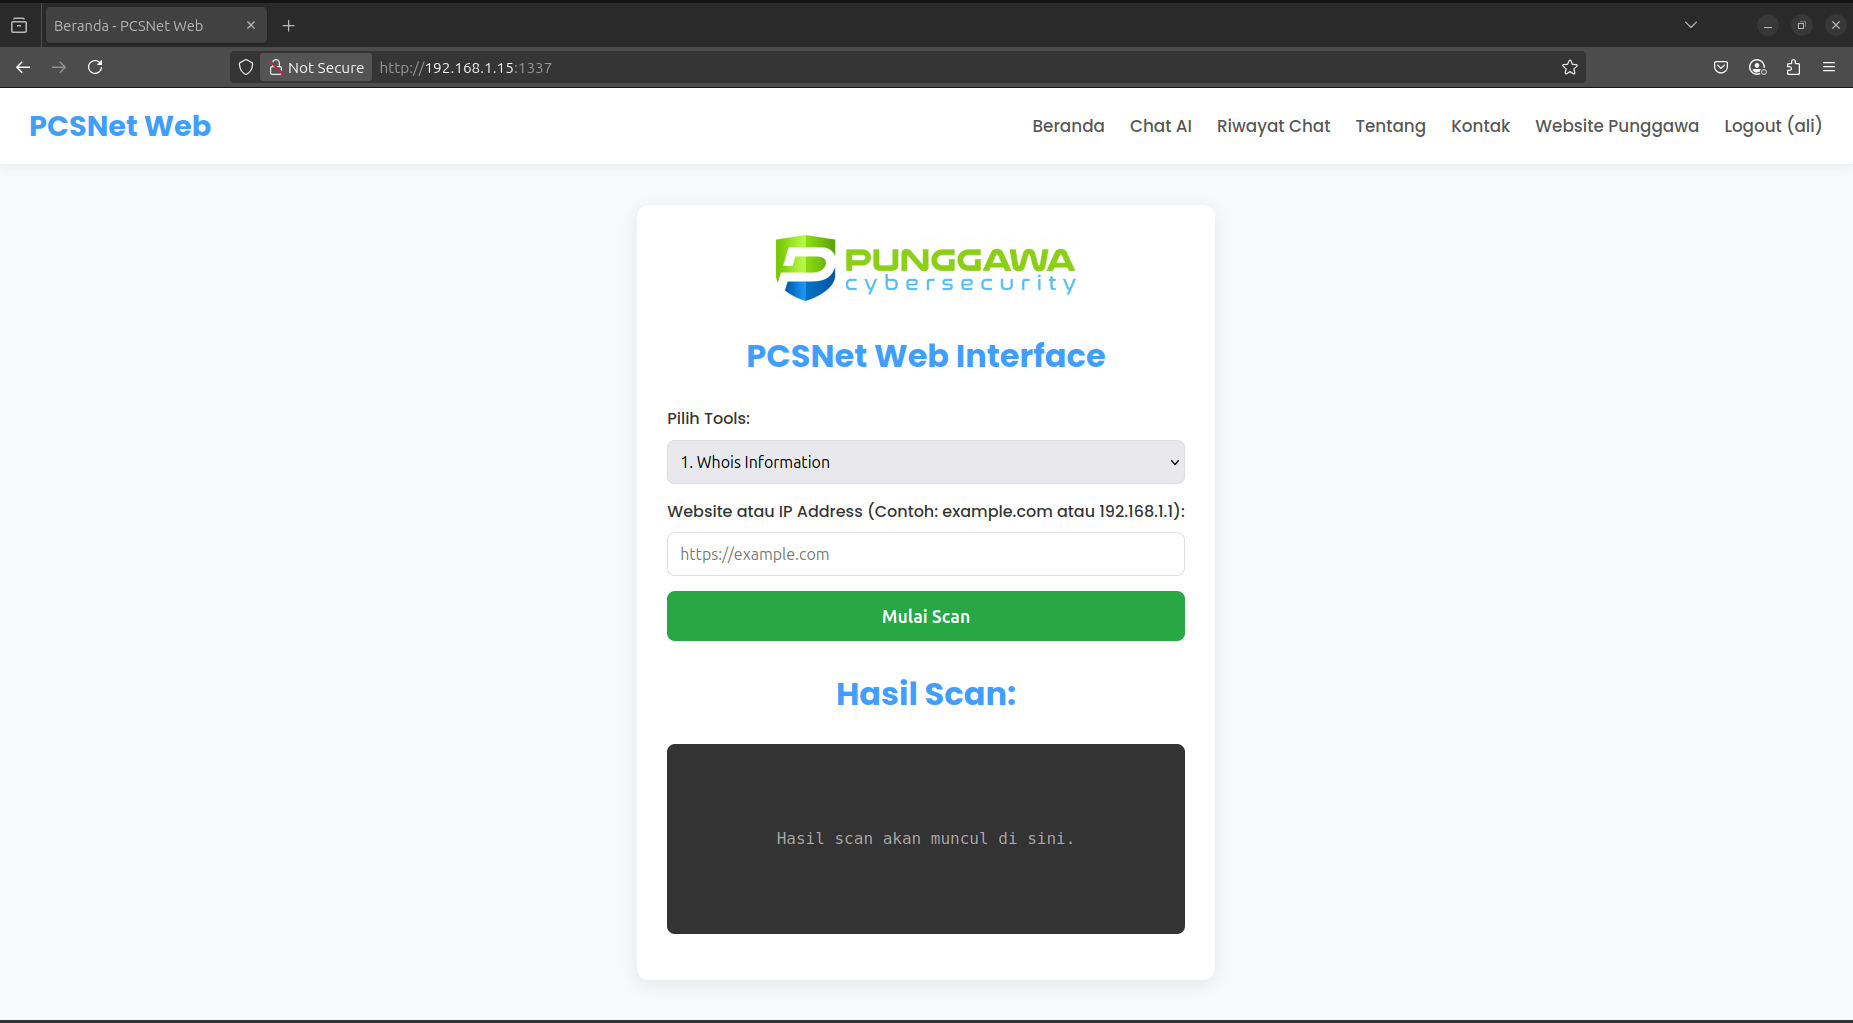 Beranda - PCSNet Web
Not Secure http://192.168.1.15:1337
PCSNet Web
Beranda Chat AI Riwayat Chat Tentang Kontak Website Punggawa Logout (ali)
PUNGGAWA
cybersecurity
PCSNet Web Interface
Pilih Tools:
1. Whois Information
Website atau IP Address (Contoh: example.com atau 192.168.1.1):
https://example.com
Mulai Scan
Hasil Scan:
Hasil scan akan muncul di sini.